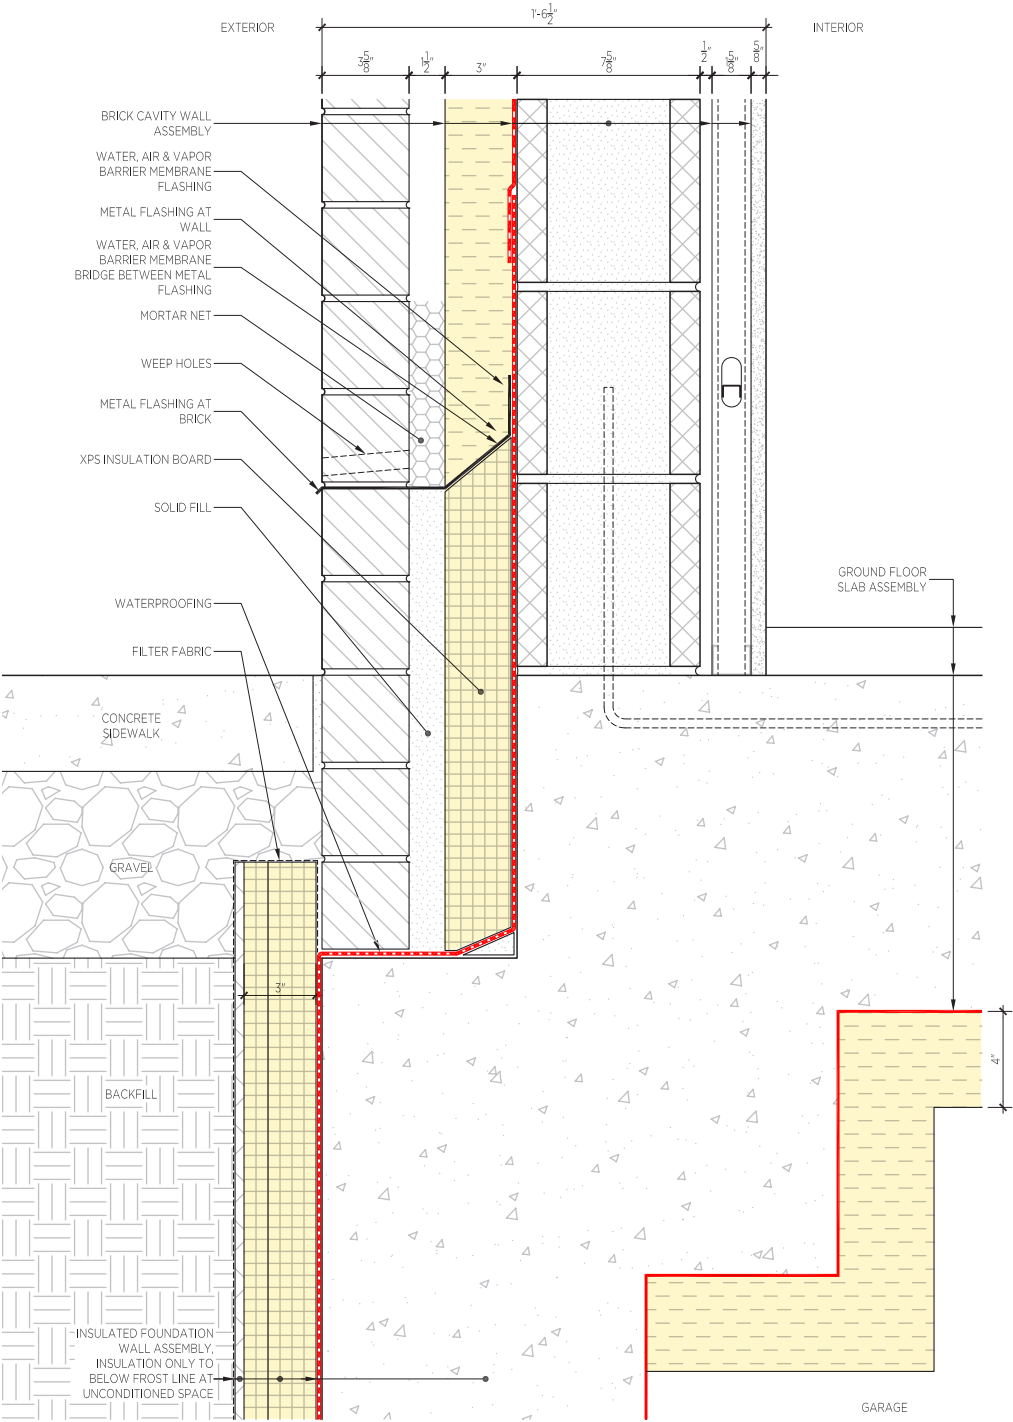 1'-6 1/2"
EXTERIOR
INTERIOR
3 5/8"
1 1/2"
3"
7 5/8"
1/2"
1 5/8"
5/8"
BRICK CAVITY WALL
ASSEMBLY
WATER, AIR & VAPOR
BARRIER MEMBRANE
FLASHING
METAL FLASHING AT
WALL
WATER, AIR & VAPOR
BARRIER MEMBRANE
BRIDGE BETWEEN METAL
FLASHING
MORTAR NET
WEEP HOLES
METAL FLASHING AT
BRICK
XPS INSULATION BOARD
SOLID FILL
GROUND FLOOR
SLAB ASSEMBLY
WATERPROOFING
FILTER FABRIC
CONCRETE
SIDEWALK
GRAVEL
3"
4"
BACKFILL
INSULATED FOUNDATION
WALL ASSEMBLY,
INSULATION ONLY TO
BELOW FROST LINE AT
UNCONDITIONED SPACE
GARAGE